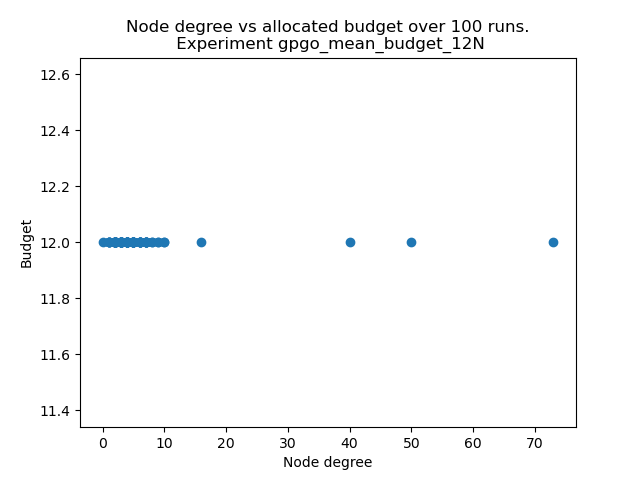 Node degree vs allocated budget over 100 runs.
Experiment gpgo_mean_budget_12N
12.6
12.4
12.2
12.0
11.8
11.6
11.4
Budget
0 10 20 30 40 50 60 70
Node degree